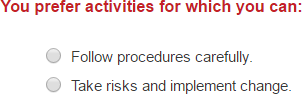 You prefer activities for which you can:
Follow procedures carefully.
Take risks and implement change.